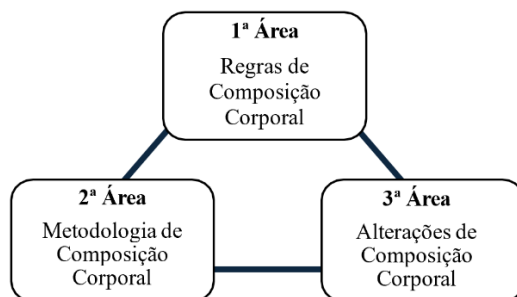 1ª Área
Regras de
Composição
Corporal
2ª Área
Metodologia de
Composição
Corporal
3ª Área
Alterações de
Composição
Corporal